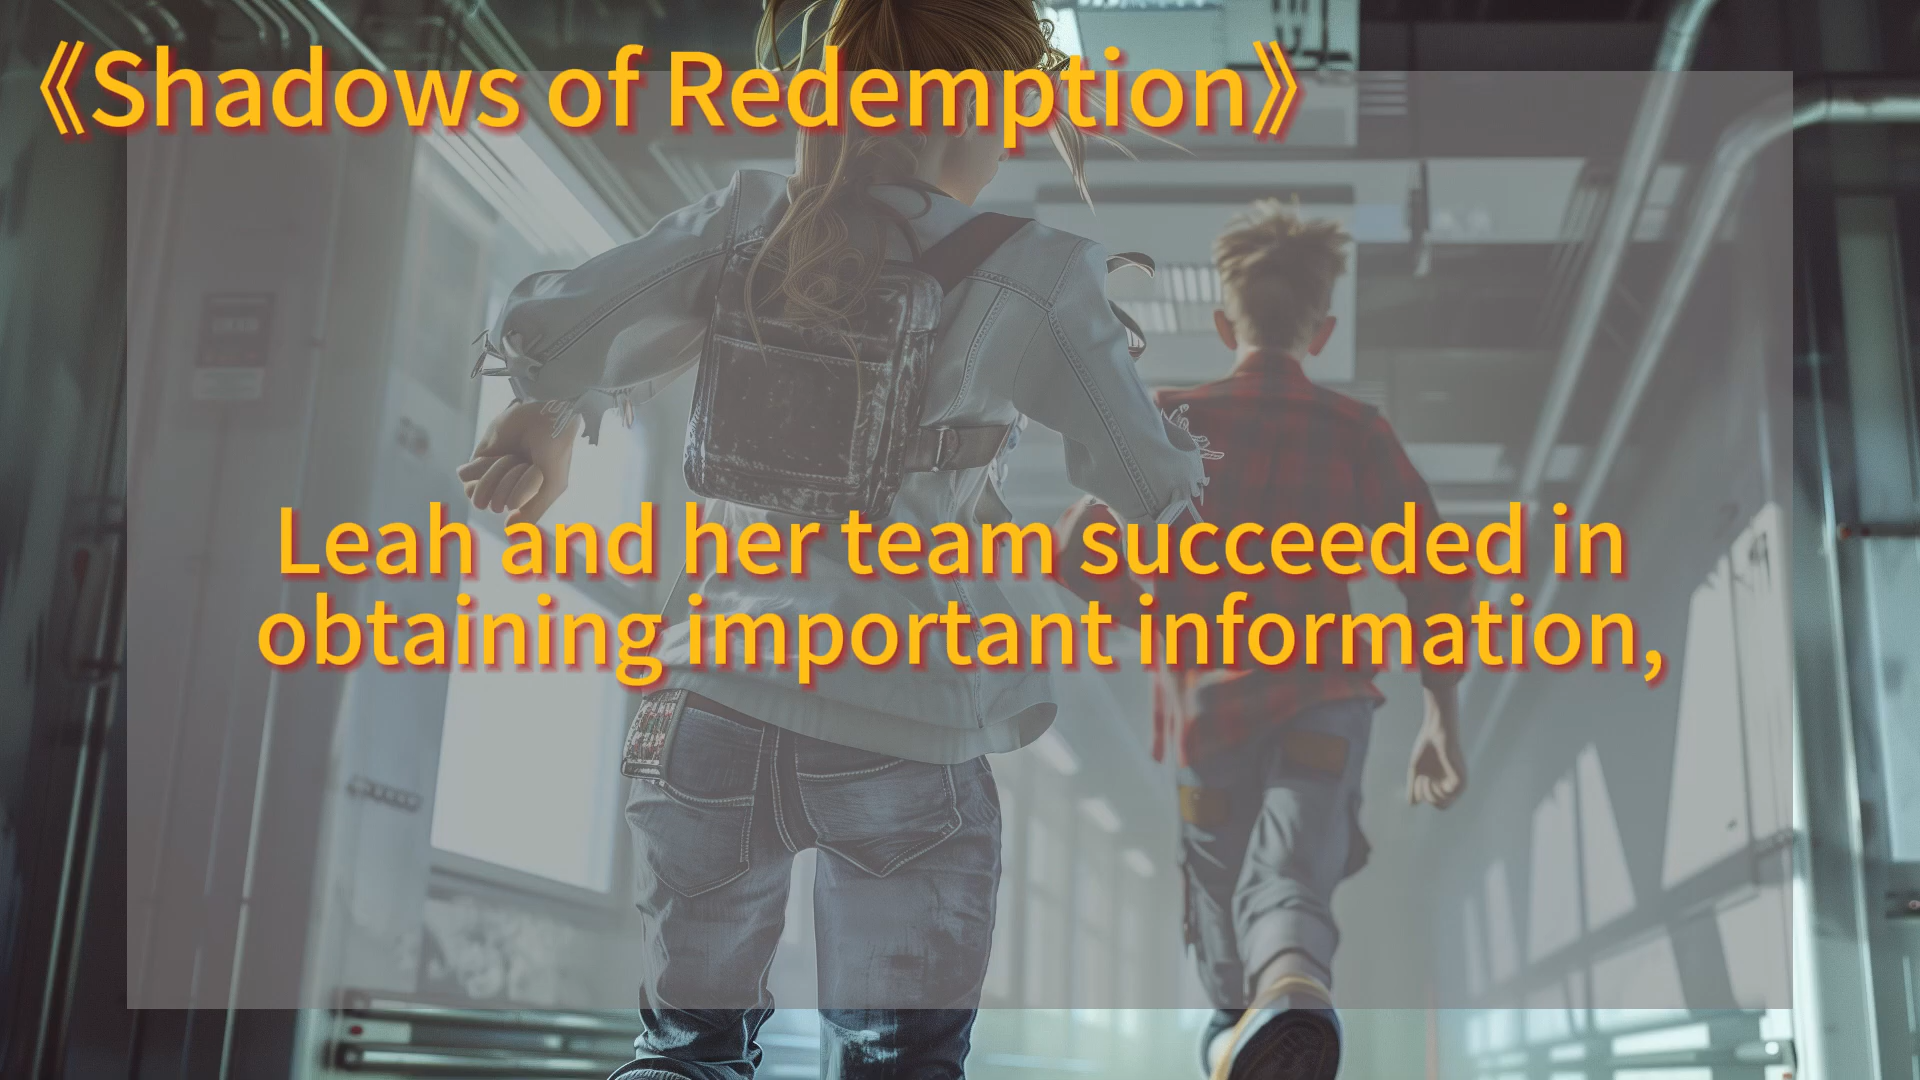 《Shadows of Redemption》
Leah and her team succeeded in
obtaining important information,